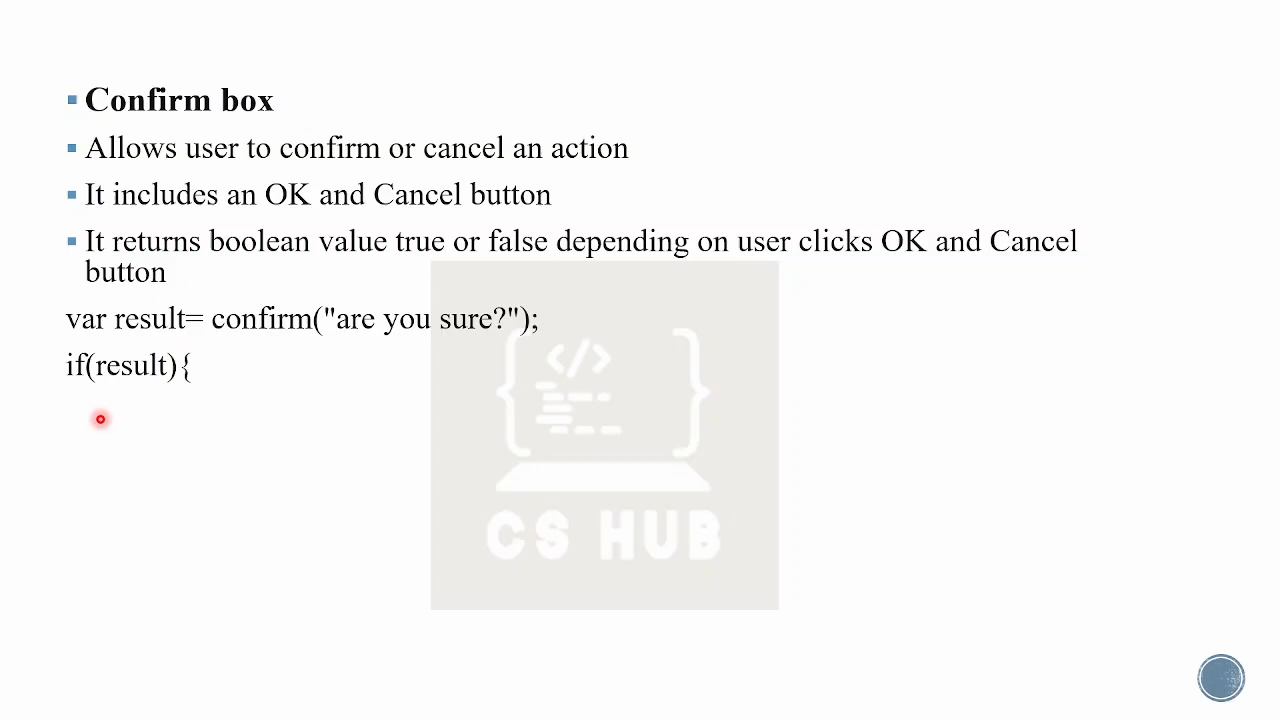 Confirm box
Allows user to confirm or cancel an action
It includes an OK and Cancel button
It returns boolean value true or false depending on user clicks OK and Cancel
button
var result= confirm("are you sure?");
if(result){
</>
CS HUB